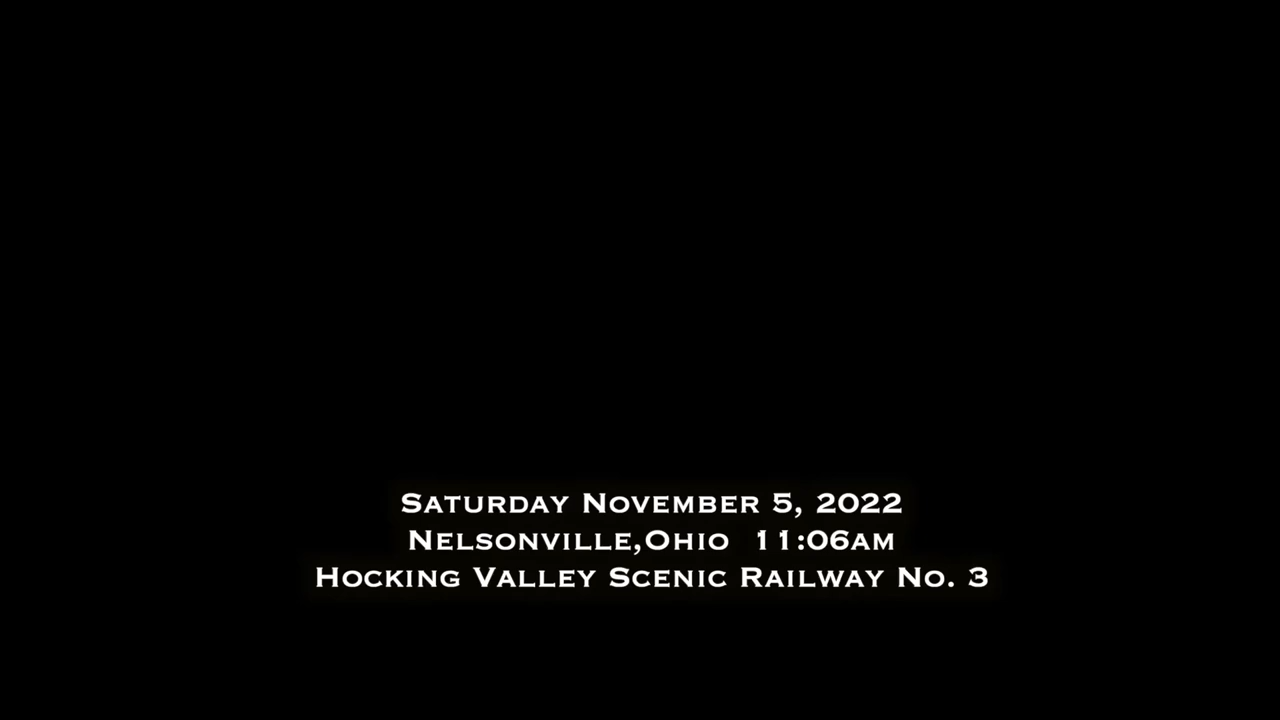 Saturday November 5, 2022
Nelsonville,Ohio  11:06am
Hocking Valley Scenic Railway No. 3